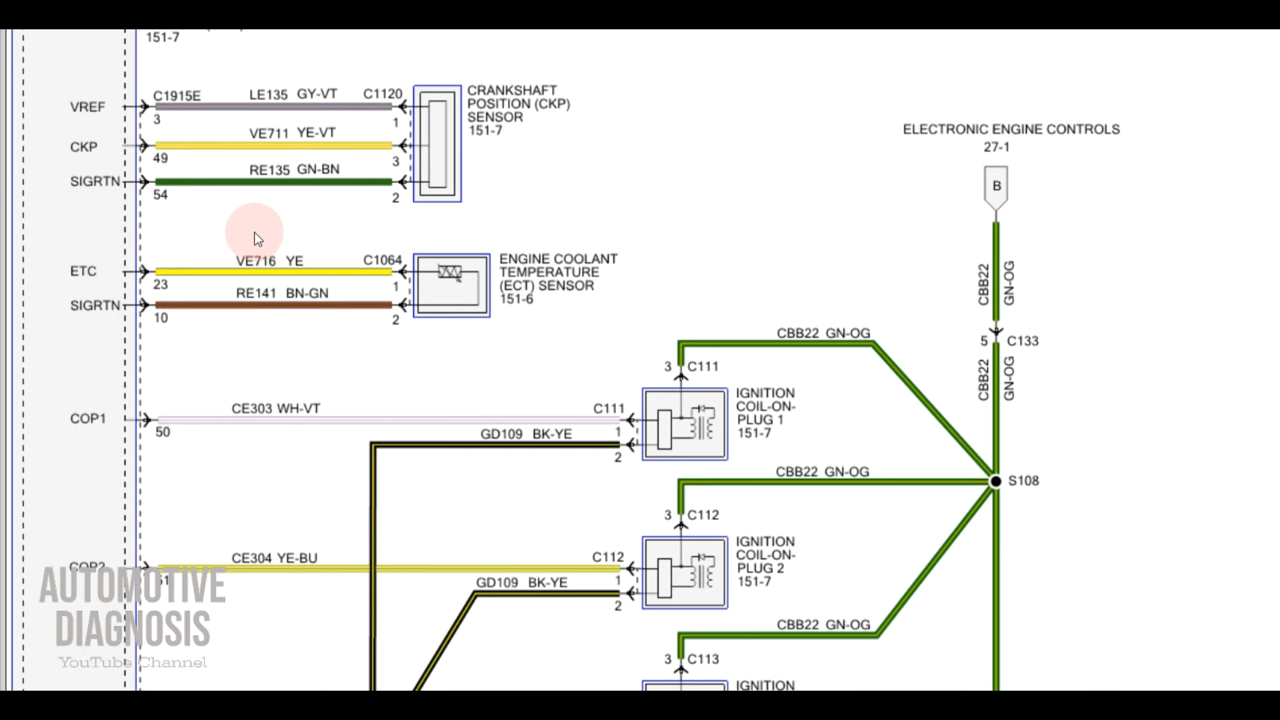 151-7
VREF
C1915E
LE135 GY-VT
C1120
3
1
CKP
VE711 YE-VT
49
3
SIGRTN
RE135 GN-BN
54
2
CRANKSHAFT
POSITION (CKP)
SENSOR
151-7
ETC
VE716 YE
C1064
23
1
SIGRTN
RE141 BN-GN
10
2
ENGINE COOLANT
TEMPERATURE
(ECT) SENSOR
151-6
ELECTRONIC ENGINE CONTROLS
27-1
B
CBB22
GN-OG
5 C133
CBB22
GN-OG
CBB22 GN-OG
3 C111
COP1
CE303 WH-VT
C111
50
1
GD109 BK-YE
2
IGNITION
COIL-ON-
PLUG 1
151-7
CBB22 GN-OG
S108
3 C112
COP2
CE304 YE-BU
C112
51
1
GD109 BK-YE
2
IGNITION
COIL-ON-
PLUG 2
151-7
CBB22 GN-OG
3 C113
IGNITION
AUTOMOTIVE
DIAGNOSIS
YouTube Channel